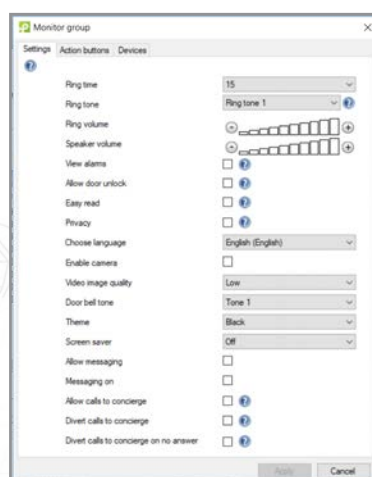 Monitor group
Settings Action buttons Devices
Ring time 15
Ring tone Ring tone 1
Ring volume
Speaker volume
View alarms
Allow door unlock
Easy read
Privacy
Choose language English (English)
Enable camera
Video image quality Low
Door bell tone Tone 1
Theme Black
Screen saver Off
Allow messaging
Messaging on
Allow calls to concierge
Divert calls to concierge
Divert calls to concierge on no answer
Apply Cancel